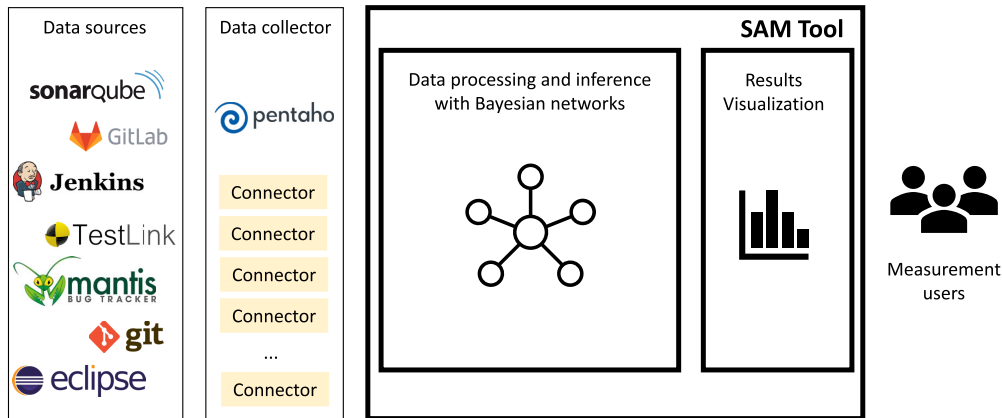 Data sources
sonarqube
GitLab
Jenkins
TestLink
mantis
BUG TRACKER
git
eclipse
Data collector
pentaho
Connector
Connector
Connector
Connector
...
Connector
SAM Tool
Data processing and inference
with Bayesian networks
Results
Visualization
Measurement
users